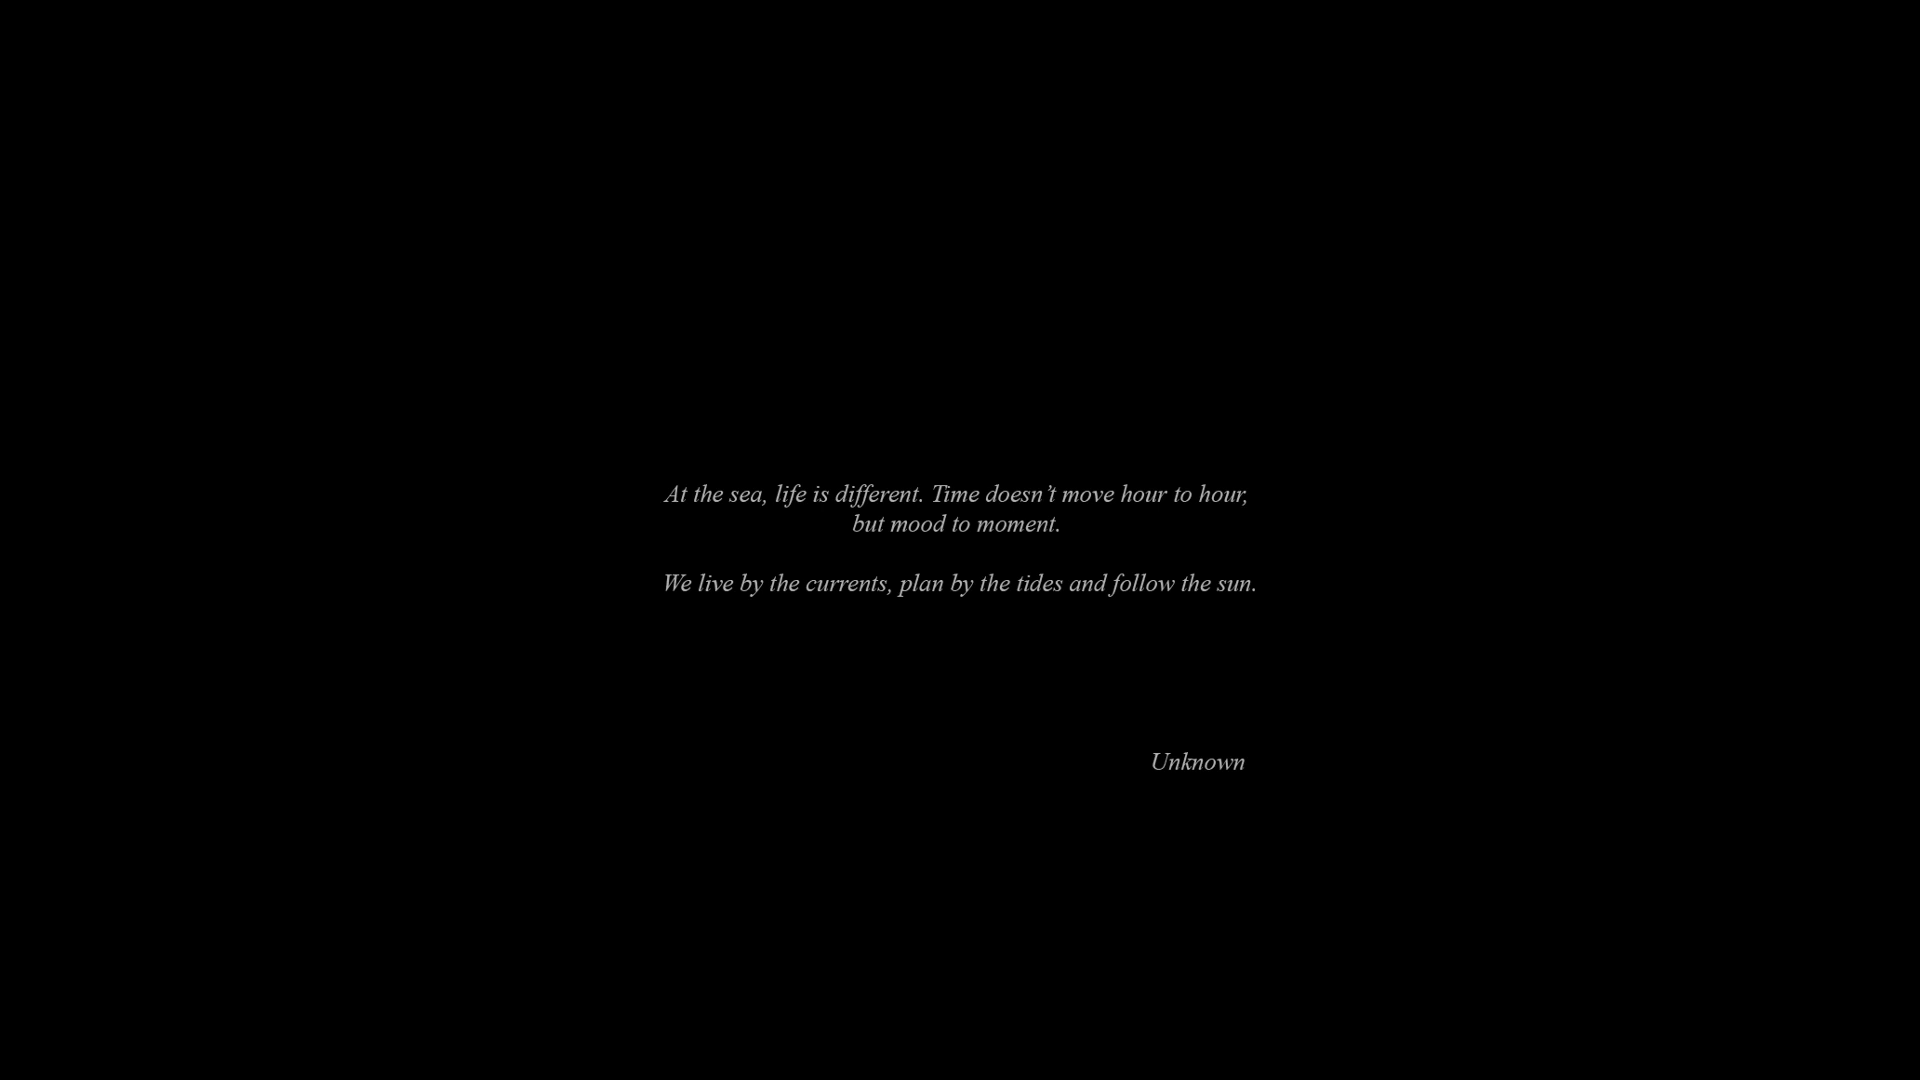 At the sea, life is different. Time doesn’t move hour to hour,
but mood to moment.
We live by the currents, plan by the tides and follow the sun.
Unknown